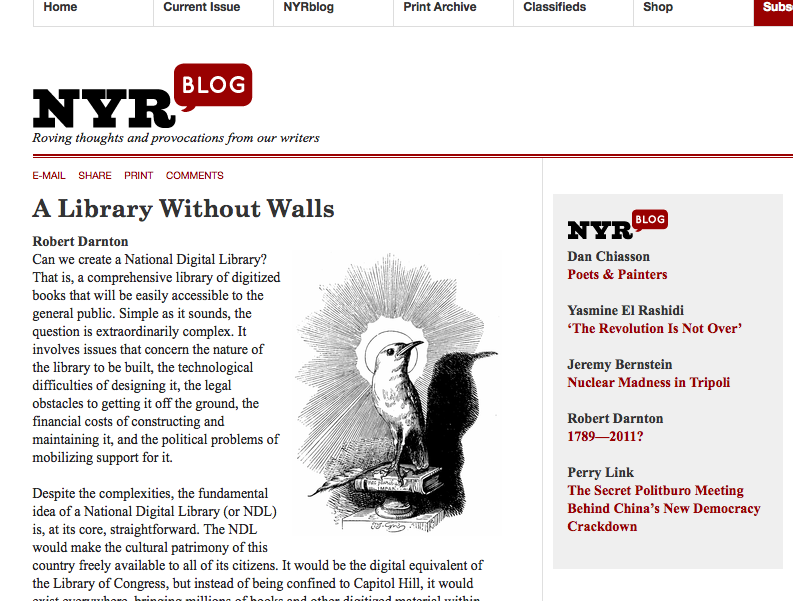 Home
Current Issue
NYRblog
Print Archive
Classifieds
Shop
NYR BLOG
Roving thoughts and provocations from our writers
E-MAIL SHARE PRINT COMMENTS
A Library Without Walls
Robert Darnton
Can we create a National Digital Library?
That is, a comprehensive library of digitized
books that will be easily accessible to the
general public. Simple as it sounds, the
question is extraordinarily complex. It
involves issues that concern the nature of
the library to be built, the technological
difficulties of designing it, the legal
obstacles to getting it off the ground, the
financial costs of constructing and
maintaining it, and the political problems of
mobilizing support for it.
Despite the complexities, the fundamental
idea of a National Digital Library (or NDL)
is, at its core, straightforward. The NDL
would make the cultural patrimony of this
country freely available to all of its citizens. It would be the digital equivalent of
the Library of Congress, but instead of being confined to Capitol Hill, it would
exist everywhere, bringing millions of books and other digitized material within
NYR BLOG
Dan Chiasson
Poets & Painters
Yasmine El Rashidi
‘The Revolution Is Not Over’
Jeremy Bernstein
Nuclear Madness in Tripoli
Robert Darnton
1789—2011?
Perry Link
The Secret Politburo Meeting
Behind China’s New Democracy
Crackdown